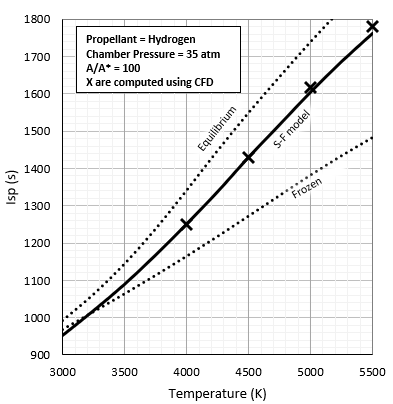 1800
1700
1600
1500
1400
1300
1200
1100
1000
900
Isp (s)
Propellant = Hydrogen
Chamber Pressure = 35 atm
A/A* = 100
X are computed using CFD
Equilibrium
S-F model
Frozen
3000 3500 4000 4500 5000 5500
Temperature (K)